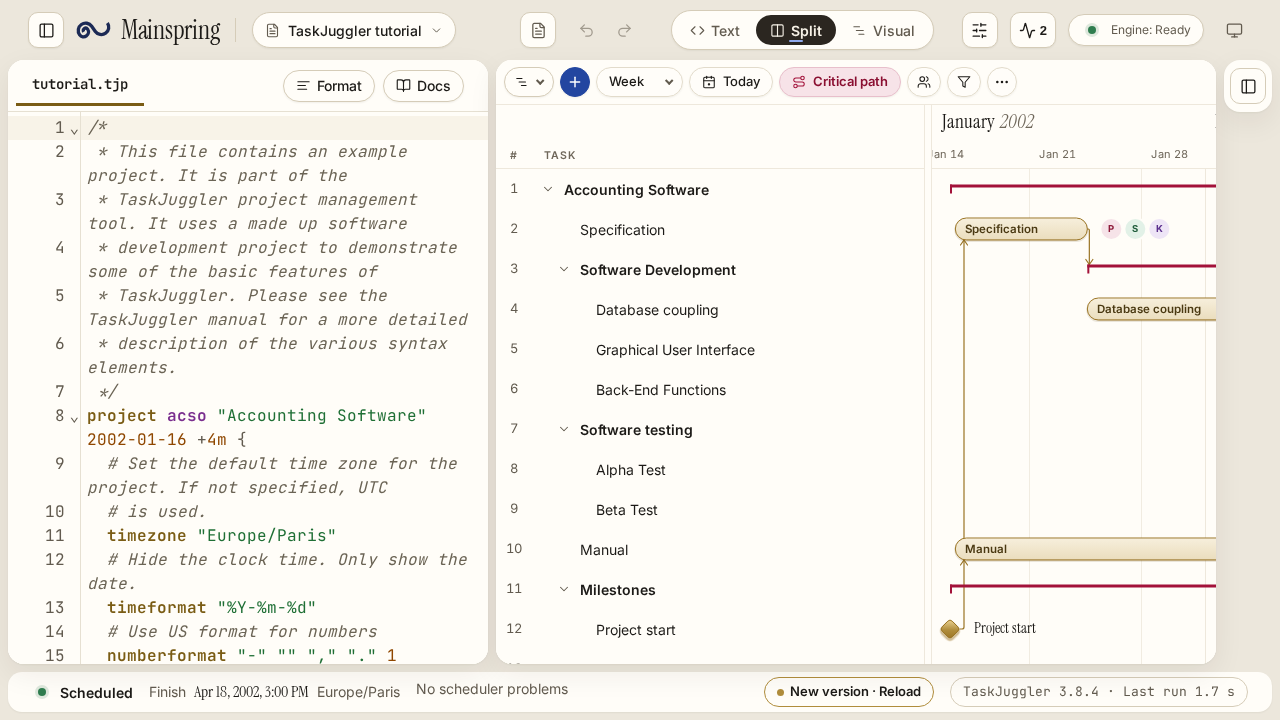 Mainspring
TaskJuggler tutorial
Text
Split
Visual
2
Engine: Ready
tutorial.tjp
Format
Docs
1 /*
2  * This file contains an example
project. It is part of the
3  * TaskJuggler project management
tool. It uses a made up software
4  * development project to demonstrate
some of the basic features of
5  * TaskJuggler. Please see the
TaskJuggler manual for a more detailed
6  * description of the various syntax
elements.
7  */
8 project acso "Accounting Software"
2002-01-16 +4m {
9   # Set the default time zone for the
project. If not specified, UTC
10   # is used.
11   timezone "Europe/Paris"
12   # Hide the clock time. Only show the
date.
13   timeformat "%Y-%m-%d"
14   # Use US format for numbers
15   numberformat "-" "" "," "." 1
Week
Today
Critical path
January 2002
# TASK
Jan 14 Jan 21 Jan 28
1 Accounting Software
2 Specification
Specification P S K
3 Software Development
4 Database coupling
Database coupling
5 Graphical User Interface
6 Back-End Functions
7 Software testing
8 Alpha Test
9 Beta Test
10 Manual
Manual
11 Milestones
12 Project start
Project start
Scheduled
Finish Apr 18, 2002, 3:00 PM Europe/Paris
No scheduler problems
New version · Reload
TaskJuggler 3.8.4 · Last run 1.7 s